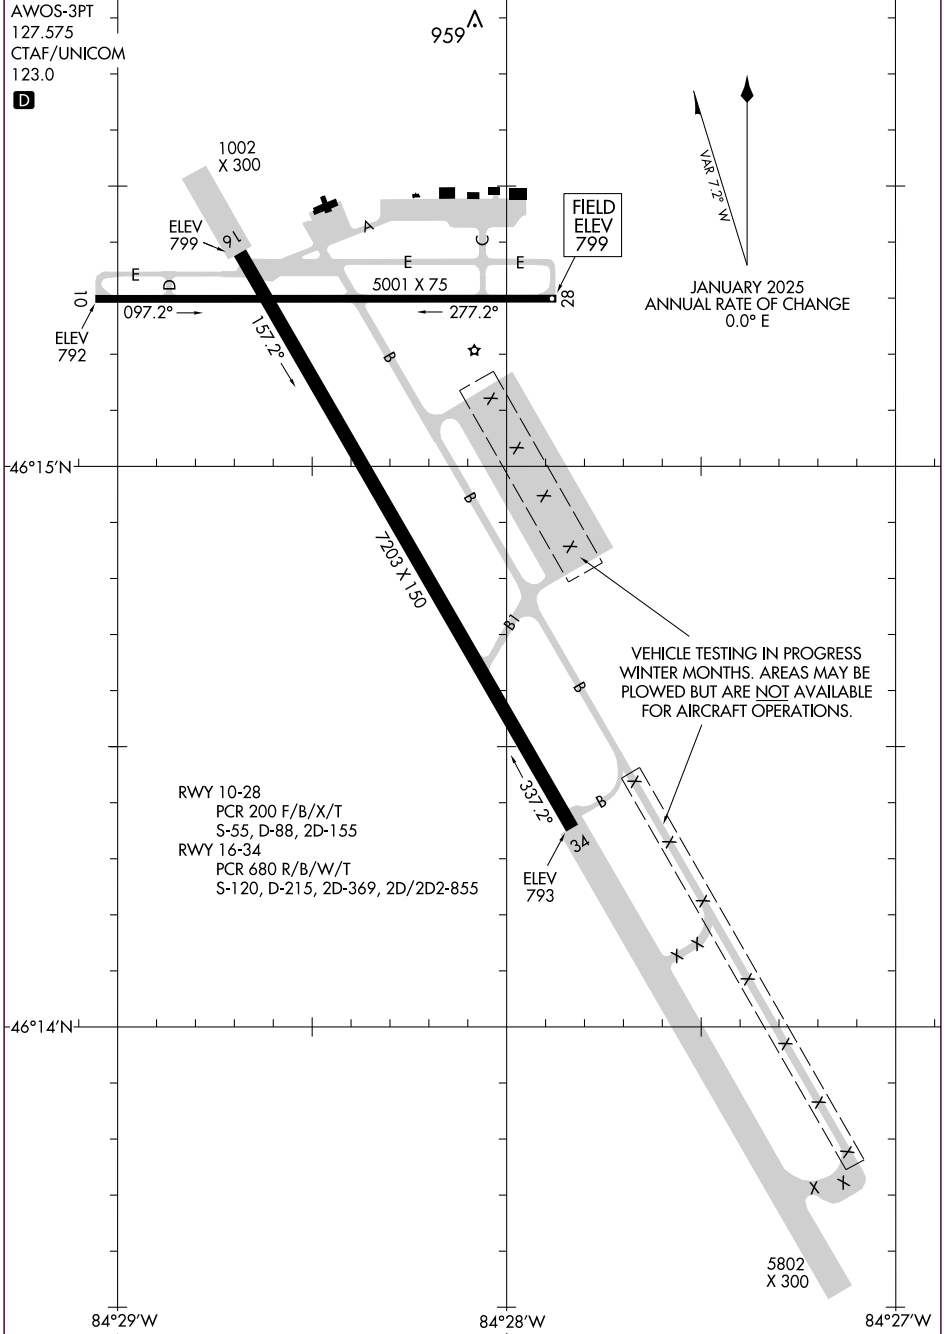 AWOS-3PT
127.575
CTAF/UNICOM
123.0
D
959
1002
X 300
VAR 7.2° W
ELEV
799
16
A
C
FIELD
ELEV
799
E
D
E
E
5001 X 75
10
28
097.2°
277.2°
JANUARY 2025
ANNUAL RATE OF CHANGE
0.0° E
ELEV
792
157.2°
B
X
X
46°15'N
B
X
7203 X 150
X
B1
VEHICLE TESTING IN PROGRESS
WINTER MONTHS. AREAS MAY BE
PLOWED BUT ARE NOT AVAILABLE
FOR AIRCRAFT OPERATIONS.
B
RWY 10-28
PCR 200 F/B/X/T
S-55, D-88, 2D-155
RWY 16-34
PCR 680 R/B/W/T
S-120, D-215, 2D-369, 2D/2D2-855
337.2°
B
X
34
X
ELEV
793
X
X
X
X
46°14'N
X
X
X
X
X
5802
X 300
84°29'W
84°28'W
84°27'W